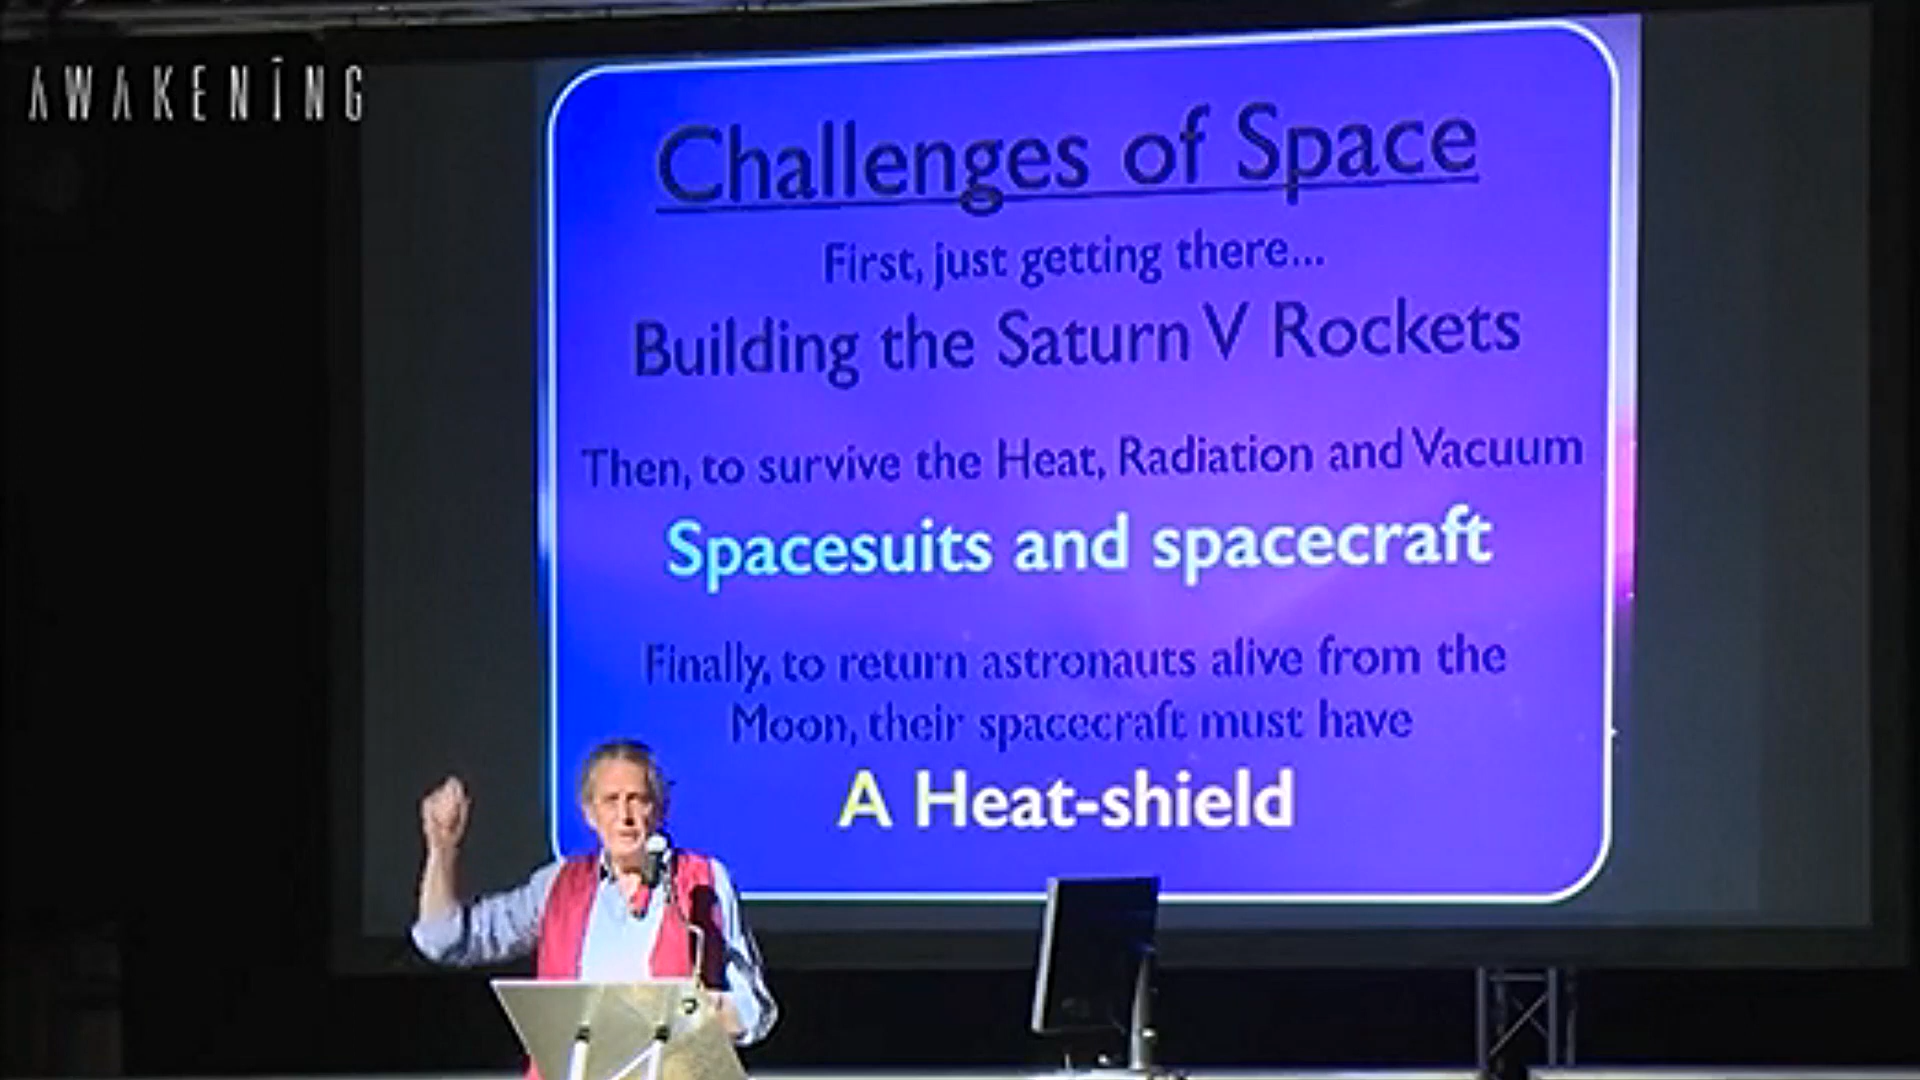 AWAKENING
Challenges of Space
First, just getting there...
Building the Saturn V Rockets
Then, to survive the Heat, Radiation and Vacuum
Spacesuits and spacecraft
Finally, to return astronauts alive from the
Moon, their spacecraft must have
A Heat-shield